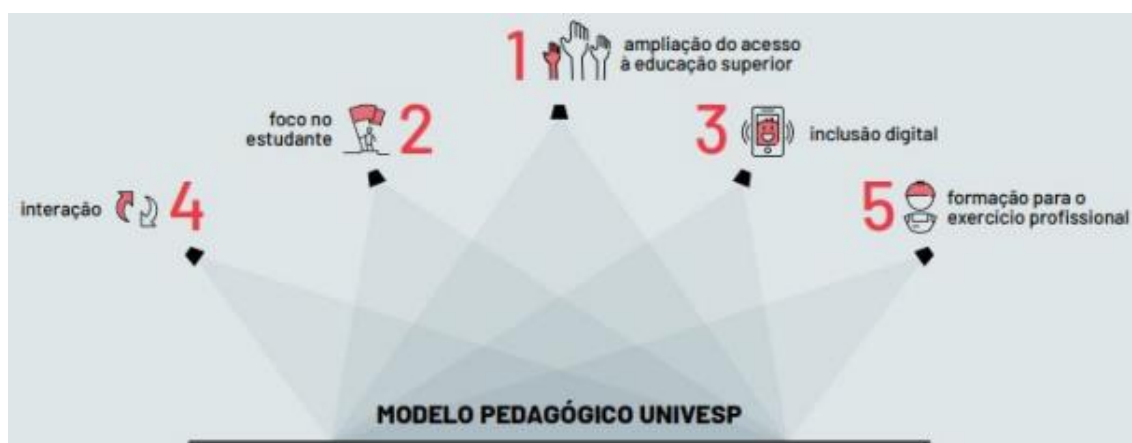 1
ampliação do acesso
à educação superior
foco no
estudante
2
3
inclusão digital
interação
4
5
formação para o
exercício profissional
MODELO PEDAGÓGICO UNIVESP